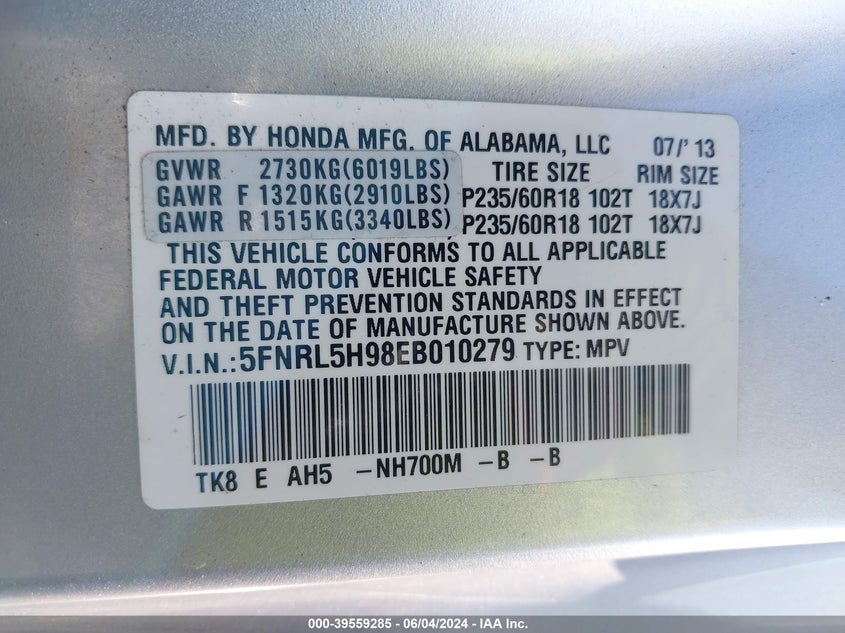 MFD. BY HONDA MFG. OF ALABAMA, LLC 07/'13
GVWR 2730KG(6019LBS) TIRE SIZE RIM SIZE
GAWR F 1320KG(2910LBS) P235/60R18 102T 18X7J
GAWR R 1515KG(3340LBS) P235/60R18 102T 18X7J
THIS VEHICLE CONFORMS TO ALL APPLICABLE
FEDERAL MOTOR VEHICLE SAFETY
AND THEFT PREVENTION STANDARDS IN EFFECT
ON THE DATE OF MANUFACTURE SHOWN ABOVE.
V.I.N.:5FNRL5H98EB010279 TYPE: MPV
TK8 E AH5 -NH700M -B -B
000-39559285 - 06/04/2024 - IAA Inc.